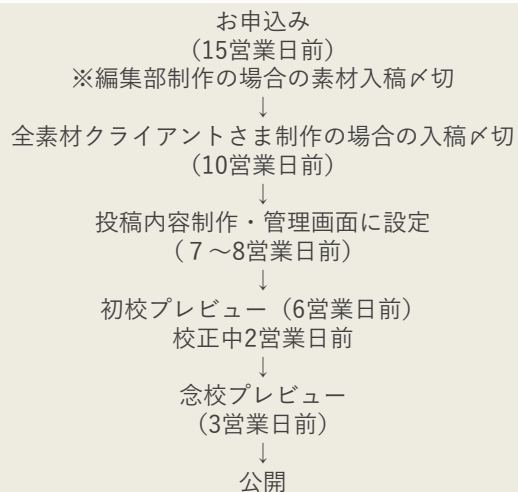 お申込み
(15営業日前)
※編集部制作の場合の素材入稿〆切
↓
全素材クライアントさま制作の場合の入稿〆切
(10営業日前)
↓
投稿内容制作・管理画面に設定
(７～8営業日前)
↓
初校プレビュー（6営業日前)
校正中2営業日前
↓
念校プレビュー
(3営業日前)
↓
公開